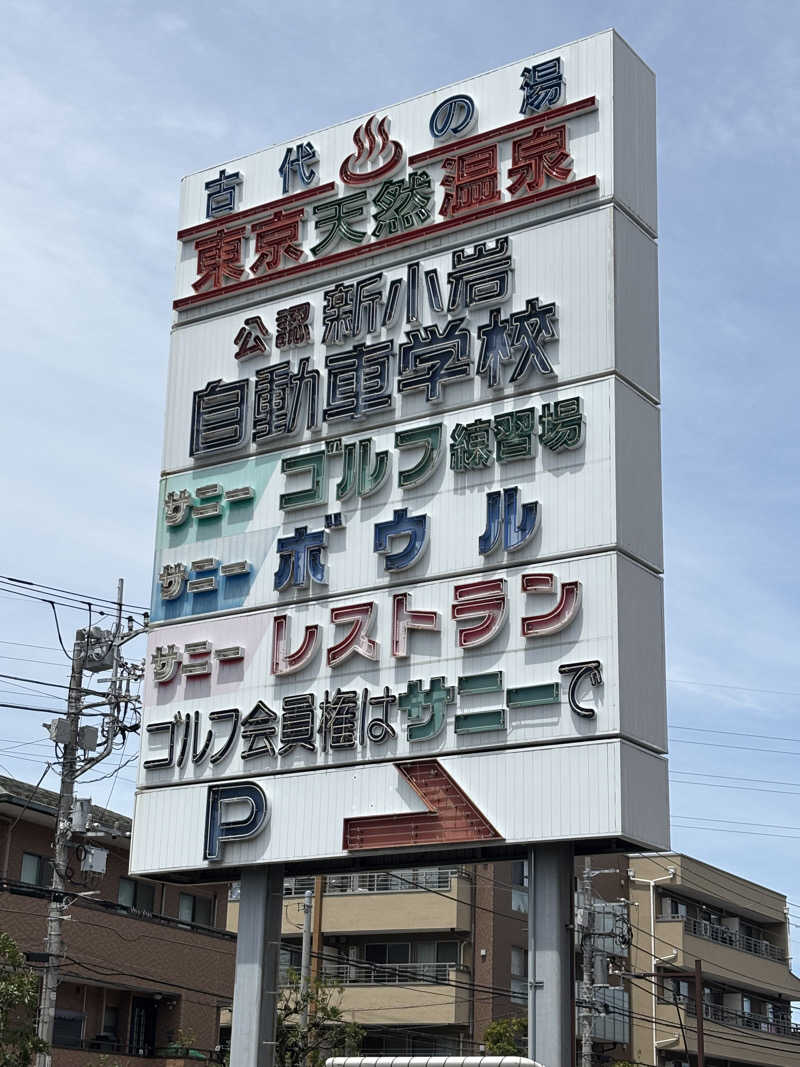 古代♨の湯
東京天然温泉
公認 新小岩
自動車学校
サニー ゴルフ練習場
サニー ボウル
サニー レストラン
ゴルフ会員権はサニーで
P